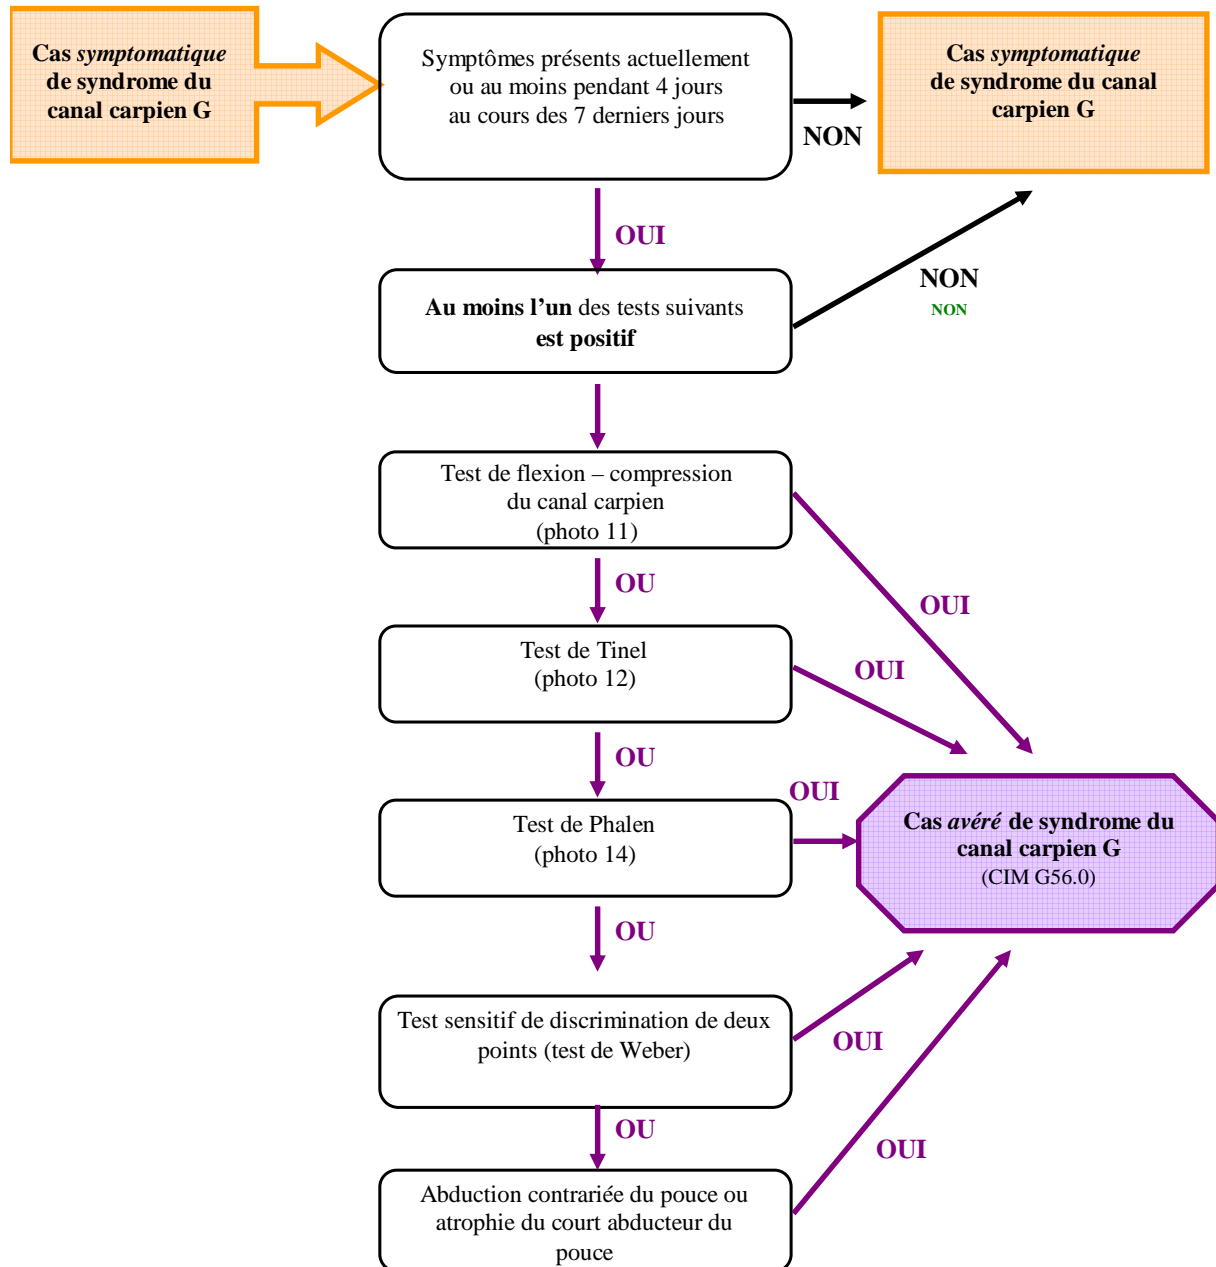 Cas symptomatique
de syndrome du
canal carpien G
Symptômes présents actuellement
ou au moins pendant 4 jours
au cours des 7 derniers jours
NON
Cas symptomatique
de syndrome du canal
carpien G
OUI
Au moins l’un des tests suivants
est positif
NON
NON
Test de flexion – compression
du canal carpien
(photo 11)
OUI
OU
Test de Tinel
(photo 12)
OUI
OU
Test de Phalen
(photo 14)
OUI
Cas avéré de syndrome du
canal carpien G
(CIM G56.0)
OU
Test sensitif de discrimination de deux
points (test de Weber)
OUI
OU
Abduction contrariée du pouce ou
atrophie du court abducteur du
pouce
OUI